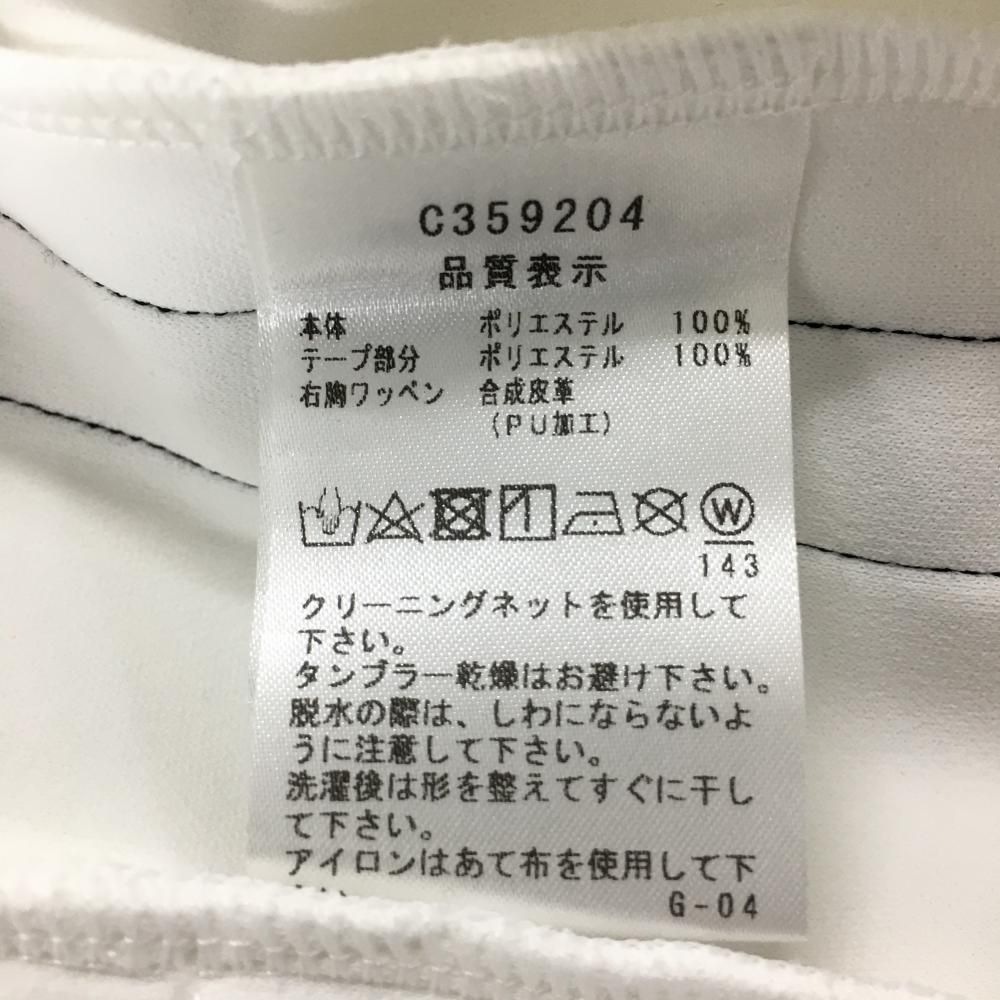 C359204
品質表示
本体 ポリエステル 100%
テープ部分 ポリエステル 100%
右胸ワッペン 合成皮革
(PU加工)
W
143
クリーニングネットを使用して
下さい。
タンブラー乾燥はお避け下さい。
脱水の際は、しわにならないよ
うに注意して下さい。
洗濯後は形を整えてすぐに干し
て下さい。
アイロンはあて布を使用して下
G-04